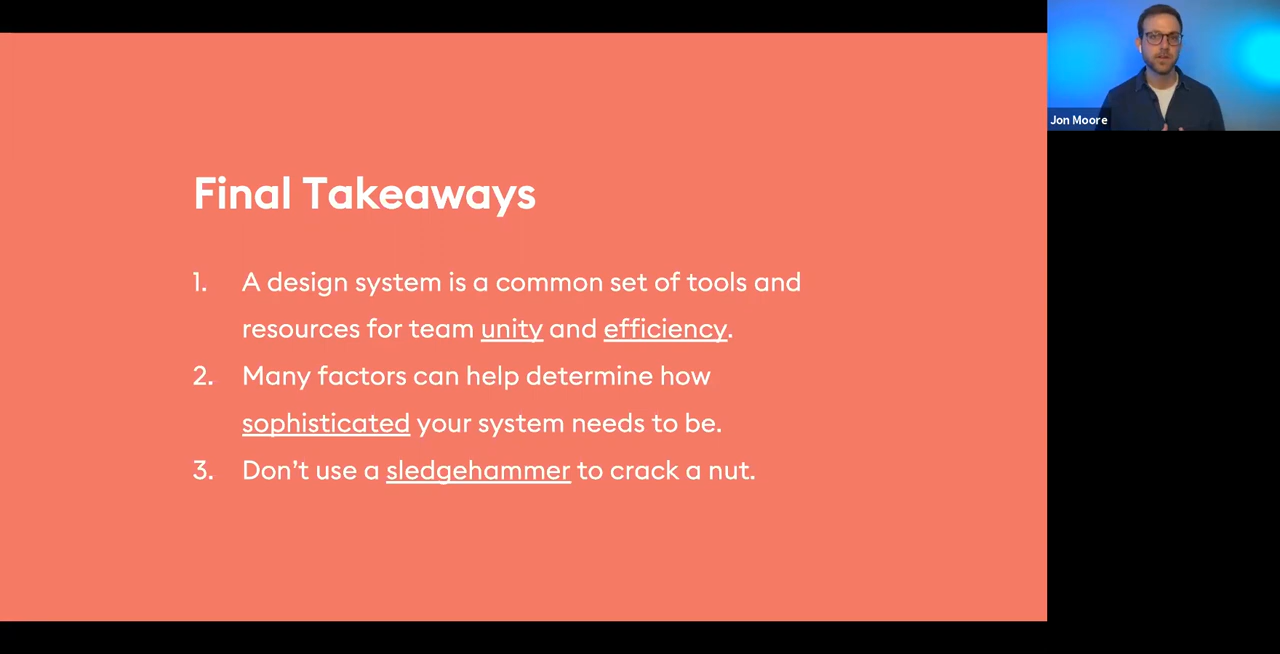 Final Takeaways
1. A design system is a common set of tools and
resources for team unity and efficiency.
2. Many factors can help determine how
sophisticated your system needs to be.
3. Don’t use a sledgehammer to crack a nut.
Jon Moore